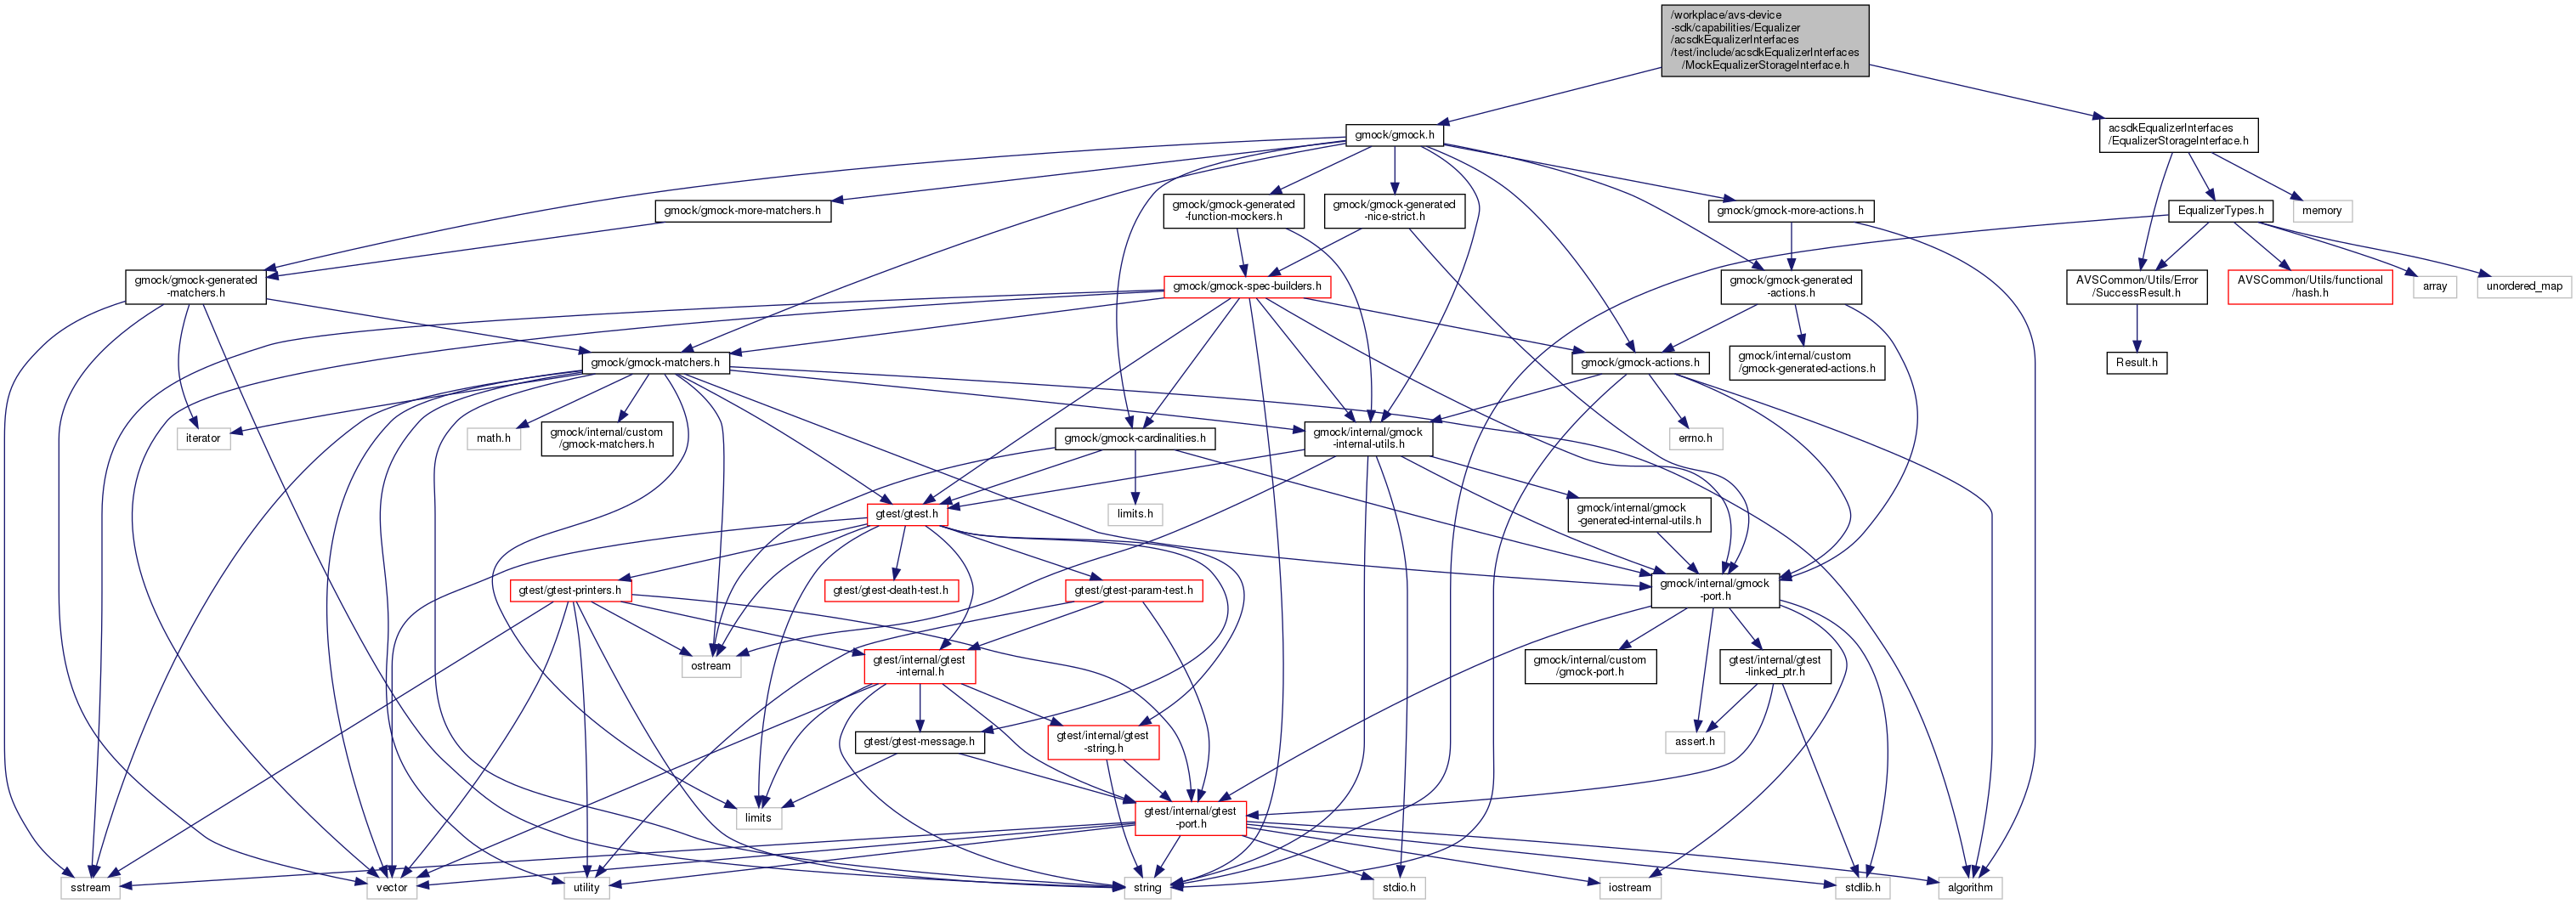 /workplace/avs-device
-sdk/capabilities/Equalizer
/acsdkEqualizerInterfaces
/test/include/acsdkEqualizerInterfaces
/MockEqualizerStorageInterface.h
gmock/gmock.h
acsdkEqualizerInterfaces
/EqualizerStorageInterface.h
gmock/gmock-more-matchers.h
gmock/gmock-generated
-function-mockers.h
gmock/gmock-generated
-nice-strict.h
gmock/gmock-more-actions.h
EqualizerTypes.h
memory
gmock/gmock-generated
-matchers.h
gmock/gmock-spec-builders.h
gmock/gmock-generated
-actions.h
AVSCommon/Utils/Error
/SuccessResult.h
AVSCommon/Utils/functional
/hash.h
array
unordered_map
gmock/gmock-matchers.h
gmock/gmock-actions.h
gmock/internal/custom
/gmock-generated-actions.h
Result.h
iterator
math.h
gmock/internal/custom
/gmock-matchers.h
gmock/gmock-cardinalities.h
gmock/internal/gmock
-internal-utils.h
errno.h
gtest/gtest.h
limits.h
gmock/internal/gmock
-generated-internal-utils.h
gtest/gtest-printers.h
gtest/gtest-death-test.h
gtest/gtest-param-test.h
gmock/internal/gmock
-port.h
ostream
gtest/internal/gtest
-internal.h
gmock/internal/custom
/gmock-port.h
gtest/internal/gtest
-linked_ptr.h
gtest/gtest-message.h
gtest/internal/gtest
-string.h
assert.h
limits
gtest/internal/gtest
-port.h
sstream
vector
utility
string
stdio.h
iostream
stdlib.h
algorithm